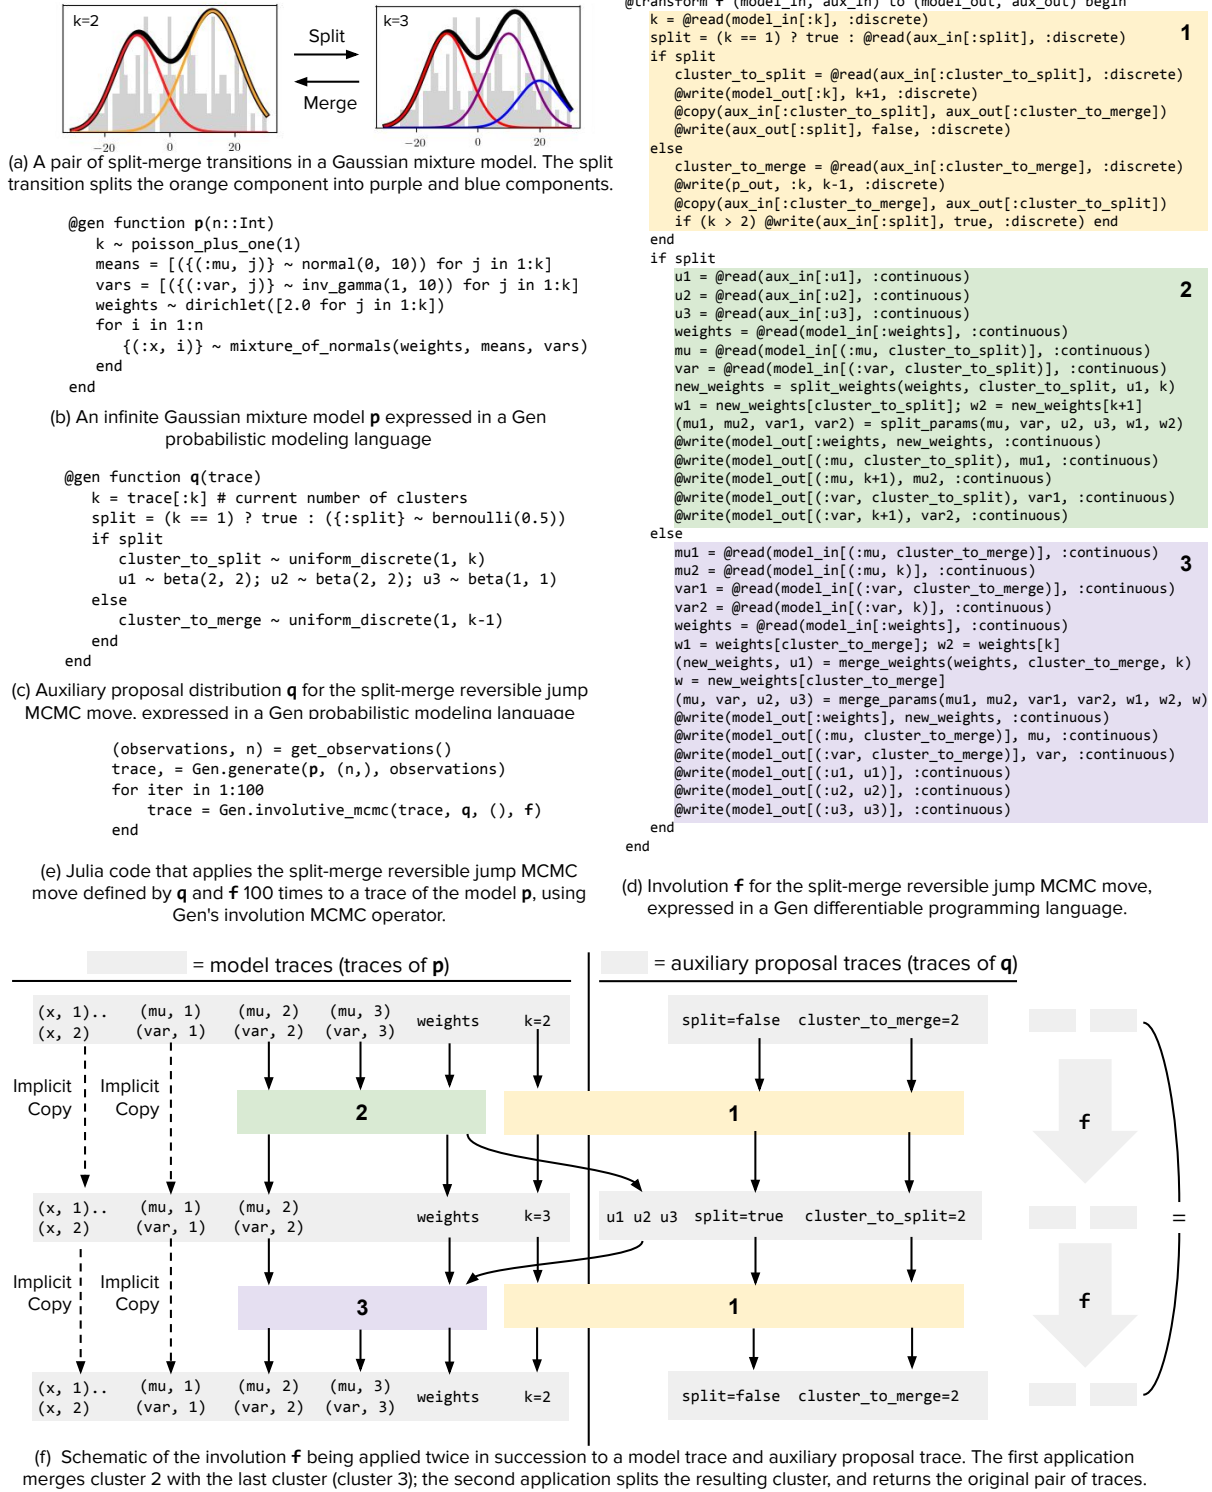 k=2
k=3
Split
Merge
−20 0 20
0 20
(a) A pair of split-merge transitions in a Gaussian mixture model. The split
transition splits the orange component into purple and blue components.
@gen function p(n::Int)
k ~ poisson_plus_one(1)
means = [({(:mu, j)} ~ normal(0, 10)) for j in 1:k]
vars = [({(:var, j)} ~ inv_gamma(1, 10)) for j in 1:k]
weights ~ dirichlet([2.0 for j in 1:k])
for i in 1:n
{(:x, i)} ~ mixture_of_normals(weights, means, vars)
end
end
(b) An infinite Gaussian mixture model p expressed in a Gen
probabilistic modeling language
@gen function q(trace)
k = trace[:k] # current number of clusters
split = (k == 1) ? true : ({:split} ~ bernoulli(0.5))
if split
cluster_to_split ~ uniform_discrete(1, k)
u1 ~ beta(2, 2); u2 ~ beta(2, 2); u3 ~ beta(1, 1)
else
cluster_to_merge ~ uniform_discrete(1, k-1)
end
end
(c) Auxiliary proposal distribution q for the split-merge reversible jump
MCMC move, expressed in a Gen probabilistic modeling language
(observations, n) = get_observations()
trace, = Gen.generate(p, (n,), observations)
for iter in 1:100
trace = Gen.involutive_mcmc(trace, q, (), f)
end
(e) Julia code that applies the split-merge reversible jump MCMC
move defined by q and f 100 times to a trace of the model p, using
Gen's involution MCMC operator.
@transform f (model_in, aux_in) to (model_out, aux_out) begin
k = @read(model_in[:k], :discrete)
1
split = (k == 1) ? true : @read(aux_in[:split], :discrete)
if split
cluster_to_split = @read(aux_in[:cluster_to_split], :discrete)
@write(model_out[:k], k+1, :discrete)
@copy(aux_in[:cluster_to_split], aux_out[:cluster_to_merge])
@write(aux_out[:split], false, :discrete)
else
cluster_to_merge = @read(aux_in[:cluster_to_merge], :discrete)
@write(p_out, :k, k-1, :discrete)
@copy(aux_in[:cluster_to_merge], aux_out[:cluster_to_split])
if (k > 2) @write(aux_in[:split], true, :discrete) end
end
if split
u1 = @read(aux_in[:u1], :continuous)
2
u2 = @read(aux_in[:u2], :continuous)
u3 = @read(aux_in[:u3], :continuous)
weights = @read(model_in[:weights], :continuous)
mu = @read(model_in[(:mu, cluster_to_split)], :continuous)
var = @read(model_in[(:var, cluster_to_split)], :continuous)
new_weights = split_weights(weights, cluster_to_split, u1, k)
w1 = new_weights[cluster_to_split]; w2 = new_weights[k+1]
(mu1, mu2, var1, var2) = split_params(mu, var, u2, u3, w1, w2)
@write(model_out[:weights, new_weights, :continuous)
@write(model_out[(:mu, cluster_to_split), mu1, :continuous)
@write(model_out[(:mu, k+1), mu2, :continuous)
@write(model_out[(:var, cluster_to_split), var1, :continuous)
@write(model_out[(:var, k+1), var2, :continuous)
else
mu1 = @read(model_in[(:mu, cluster_to_merge)], :continuous)
3
mu2 = @read(model_in[(:mu, k)], :continuous)
var1 = @read(model_in[(:var, cluster_to_merge)], :continuous)
var2 = @read(model_in[(:var, k)], :continuous)
weights = @read(model_in[:weights], :continuous)
w1 = weights[cluster_to_merge]; w2 = weights[k]
(new_weights, u1) = merge_weights(weights, cluster_to_merge, k)
w = new_weights[cluster_to_merge]
(mu, var, u2, u3) = merge_params(mu1, mu2, var1, var2, w1, w2, w)
@write(model_out[:weights], new_weights, :continuous)
@write(model_out[(:mu, cluster_to_merge)], mu, :continuous)
@write(model_out[(:var, cluster_to_merge)], var, :continuous)
@write(model_out[(:u1, u1)], :continuous)
@write(model_out[(:u2, u2)], :continuous)
@write(model_out[(:u3, u3)], :continuous)
end
end
(d) Involution f for the split-merge reversible jump MCMC move,
expressed in a Gen differentiable programming language.
= model traces (traces of p)
= auxiliary proposal traces (traces of q)
(x, 1).. (mu, 1) (mu, 2) (mu, 3) weights k=2 split=false cluster_to_merge=2
(x, 2) (var, 1) (var, 2) (var, 3)
Implicit Implicit
Copy Copy
2
1
f
(x, 1).. (mu, 1) (mu, 2) weights k=3 u1 u2 u3 split=true cluster_to_split=2
(x, 2) (var, 1) (var, 2)
=
Implicit Implicit
Copy Copy
3
1
f
(x, 1).. (mu, 1) (mu, 2) (mu, 3) weights k=2 split=false cluster_to_merge=2
(x, 2) (var, 1) (var, 2) (var, 3)
(f) Schematic of the involution f being applied twice in succession to a model trace and auxiliary proposal trace. The first application
merges cluster 2 with the last cluster (cluster 3); the second application splits the resulting cluster, and returns the original pair of traces.